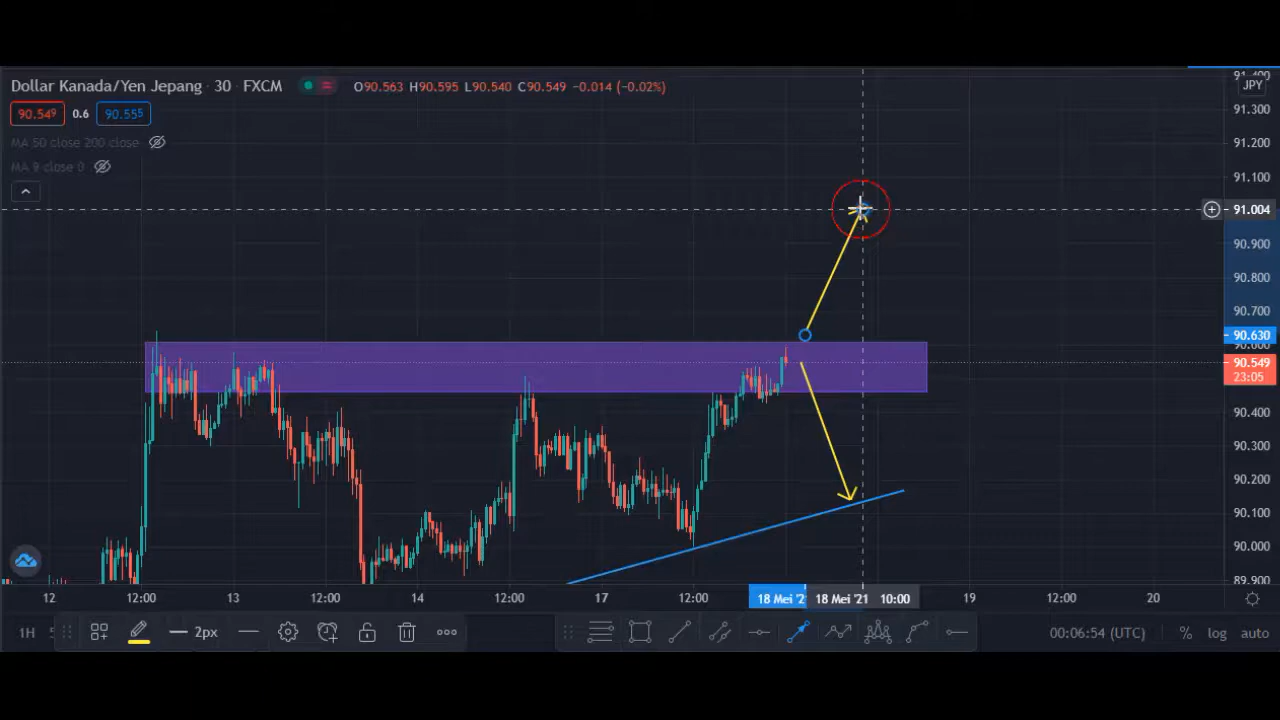 Dollar Kanada/Yen Jepang · 30 · FXCM
O90.563 H90.595 L90.540 C90.549 −0.014 (−0.02%)
JPY
90.549 0.6 90.555
MA 50 close 200 close
MA 9 close 0
91.400
91.300
91.200
91.100
91.004
90.900
90.800
90.700
90.630
90.600
90.549
23:05
90.400
90.300
90.200
90.100
90.000
89.900
12 12:00 13 12:00 14 12:00 17 12:00 18 Mei '2 18 Mei '21 10:00 19 12:00 20
1H 2px 00:06:54 (UTC) % log auto